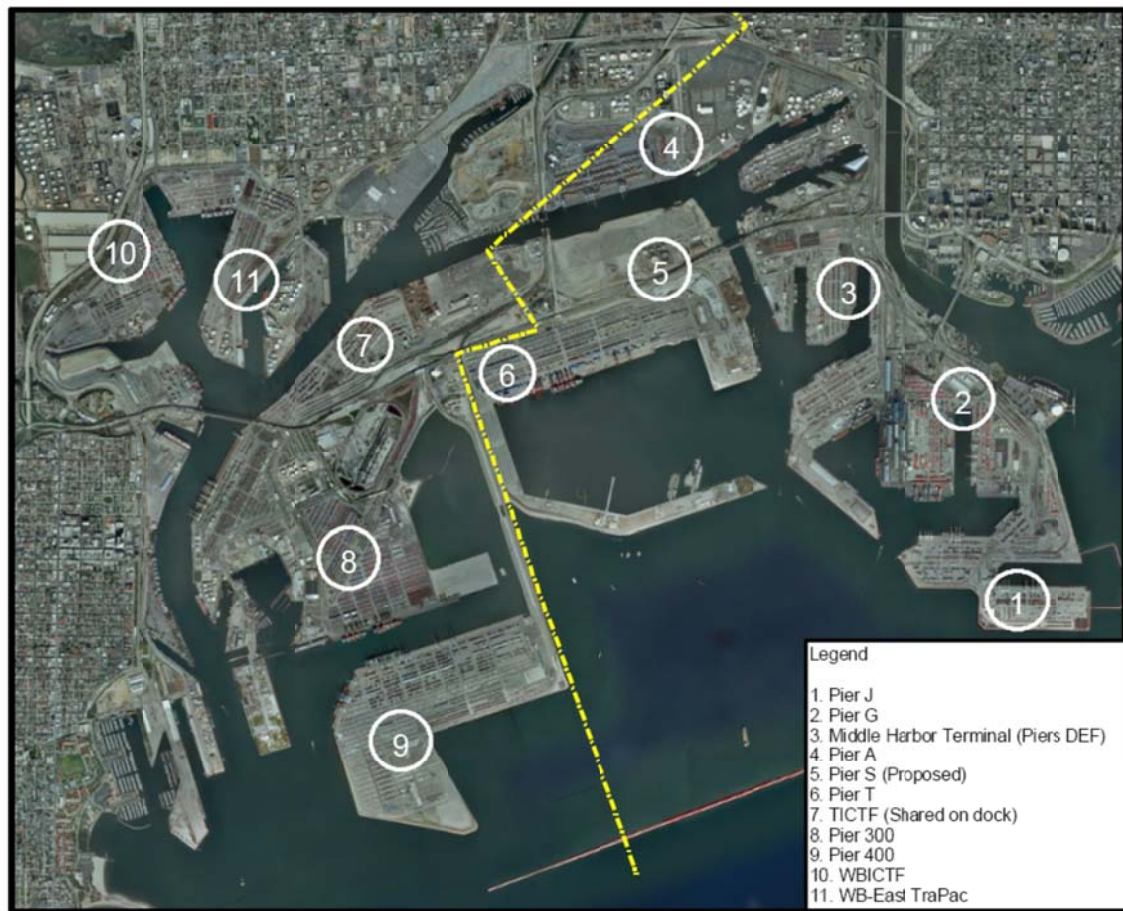 4
10
11
5
3
7
6
2
8
1
9
Legend
1. Pier J
2. Pier G
3. Middle Harbor Terminal (Piers DEF)
4. Pier A
5. Pier S (Proposed)
6. Pier T
7. TICTF (Shared on dock)
8. Pier 300
9. Pier 400
10. WBICTF
11. WB-East TraPac